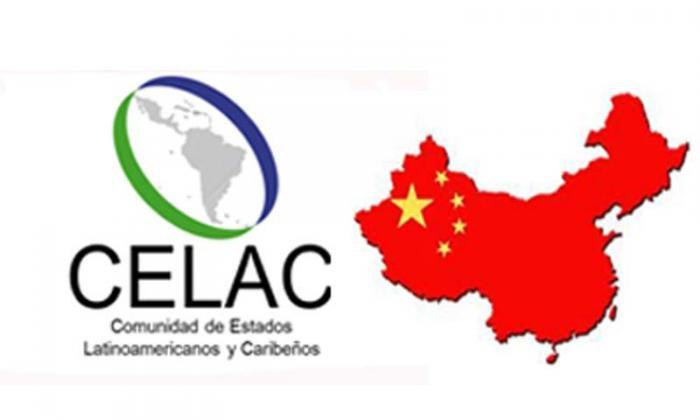 CELAC
Comunidad de Estados
Latinoamericanos y Caribeños